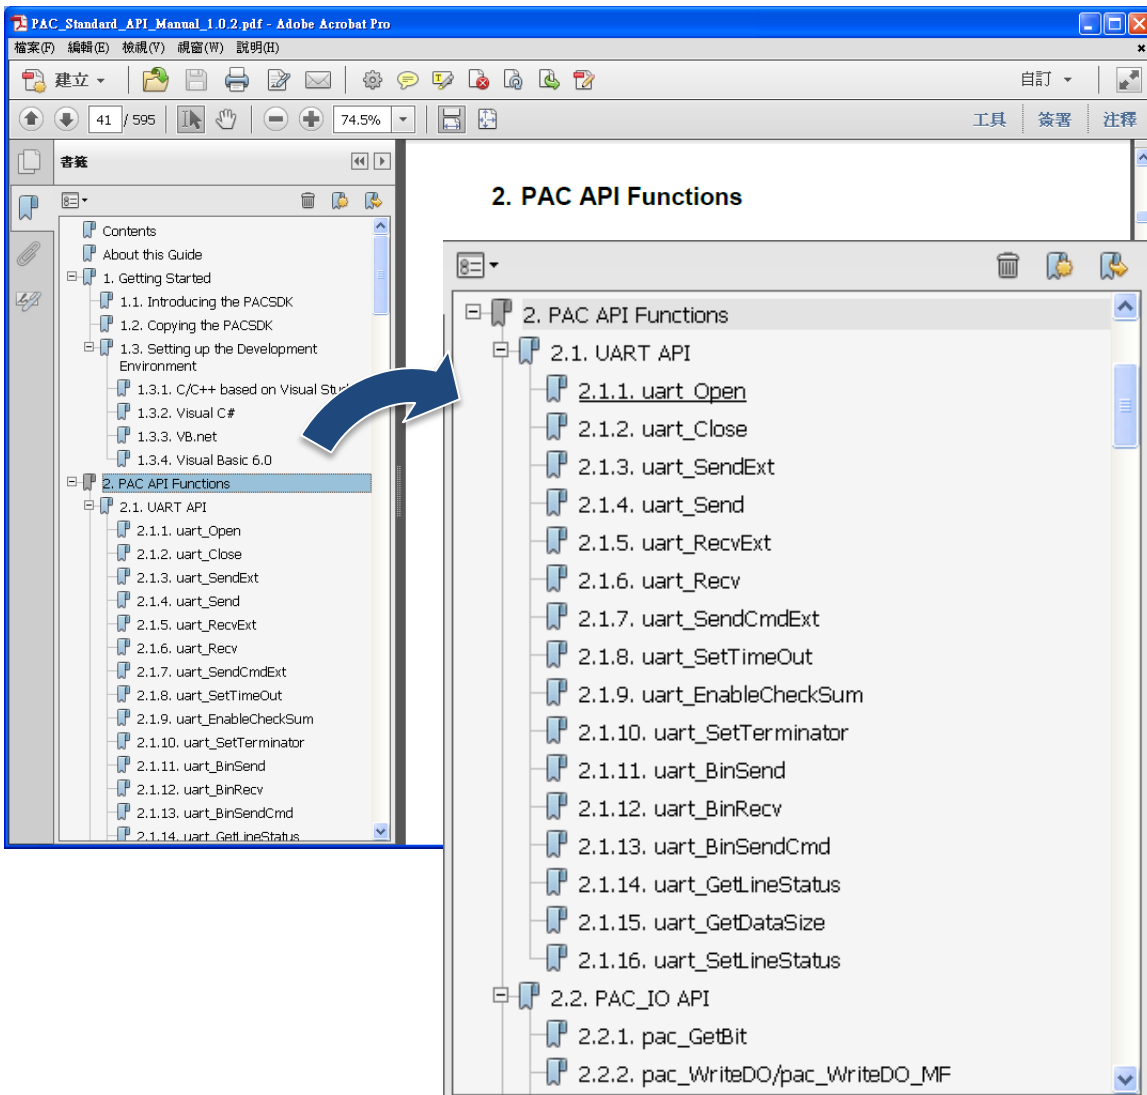 PAC_Standard_API_Manual_1.0.2.pdf - Adobe Acrobat Pro
檔案(F) 編輯(E) 檢視(V) 視窗(W) 說明(H)
建立
自訂
41 / 595
74.5%
工具 簽署 注釋
書籤
Contents
About this Guide
1. Getting Started
1.1. Introducing the PACSDK
1.2. Copying the PACSDK
1.3. Setting up the Development
Environment
1.3.1. C/C++ based on Visual Stu
1.3.2. Visual C#
1.3.3. VB.net
1.3.4. Visual Basic 6.0
2. PAC API Functions
2.1. UART API
2.1.1. uart_Open
2.1.2. uart_Close
2.1.3. uart_SendExt
2.1.4. uart_Send
2.1.5. uart_RecvExt
2.1.6. uart_Recv
2.1.7. uart_SendCmdExt
2.1.8. uart_SetTimeOut
2.1.9. uart_EnableCheckSum
2.1.10. uart_SetTerminator
2.1.11. uart_BinSend
2.1.12. uart_BinRecv
2.1.13. uart_BinSendCmd
2.1.14. uart_GetLineStatus
2. PAC API Functions
2. PAC API Functions
2.1. UART API
2.1.1. uart_Open
2.1.2. uart_Close
2.1.3. uart_SendExt
2.1.4. uart_Send
2.1.5. uart_RecvExt
2.1.6. uart_Recv
2.1.7. uart_SendCmdExt
2.1.8. uart_SetTimeOut
2.1.9. uart_EnableCheckSum
2.1.10. uart_SetTerminator
2.1.11. uart_BinSend
2.1.12. uart_BinRecv
2.1.13. uart_BinSendCmd
2.1.14. uart_GetLineStatus
2.1.15. uart_GetDataSize
2.1.16. uart_SetLineStatus
2.2. PAC_IO API
2.2.1. pac_GetBit
2.2.2. pac_WriteDO/pac_WriteDO_MF